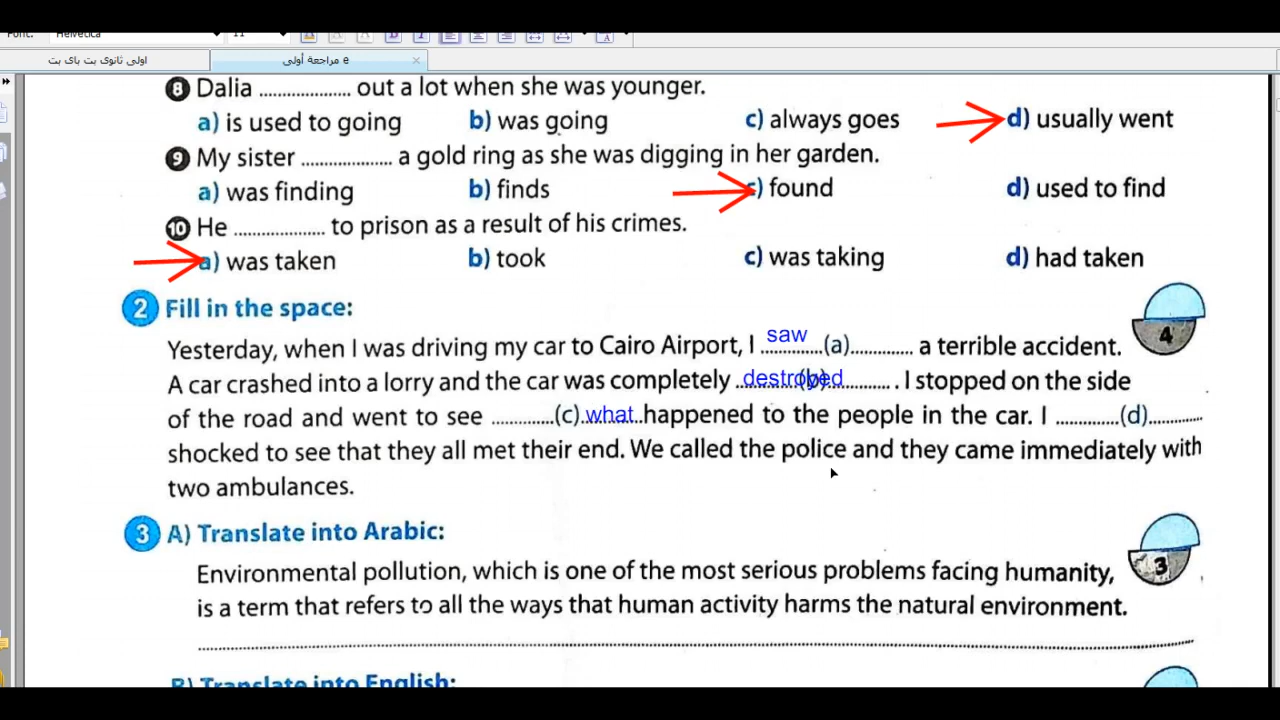 Font: Helvetica 11
اولى ثانوى بت باى بت
مراجعة أولى e
8 Dalia .................... out a lot when she was younger.
a) is used to going b) was going c) always goes d) usually went
9 My sister .................... a gold ring as she was digging in her garden.
a) was finding b) finds c) found d) used to find
10 He .................... to prison as a result of his crimes.
a) was taken b) took c) was taking d) had taken
2 Fill in the space:
4
Yesterday, when I was driving my car to Cairo Airport, I saw .............(a)............. a terrible accident.
A car crashed into a lorry and the car was completely destroyed .............(b)............. . I stopped on the side
of the road and went to see .............(c) what happened to the people in the car. I .............(d)............
shocked to see that they all met their end. We called the police and they came immediately with
two ambulances.
3 A) Translate into Arabic:
3
Environmental pollution, which is one of the most serious problems facing humanity,
is a term that refers to all the ways that human activity harms the natural environment.
B) Translate into English: